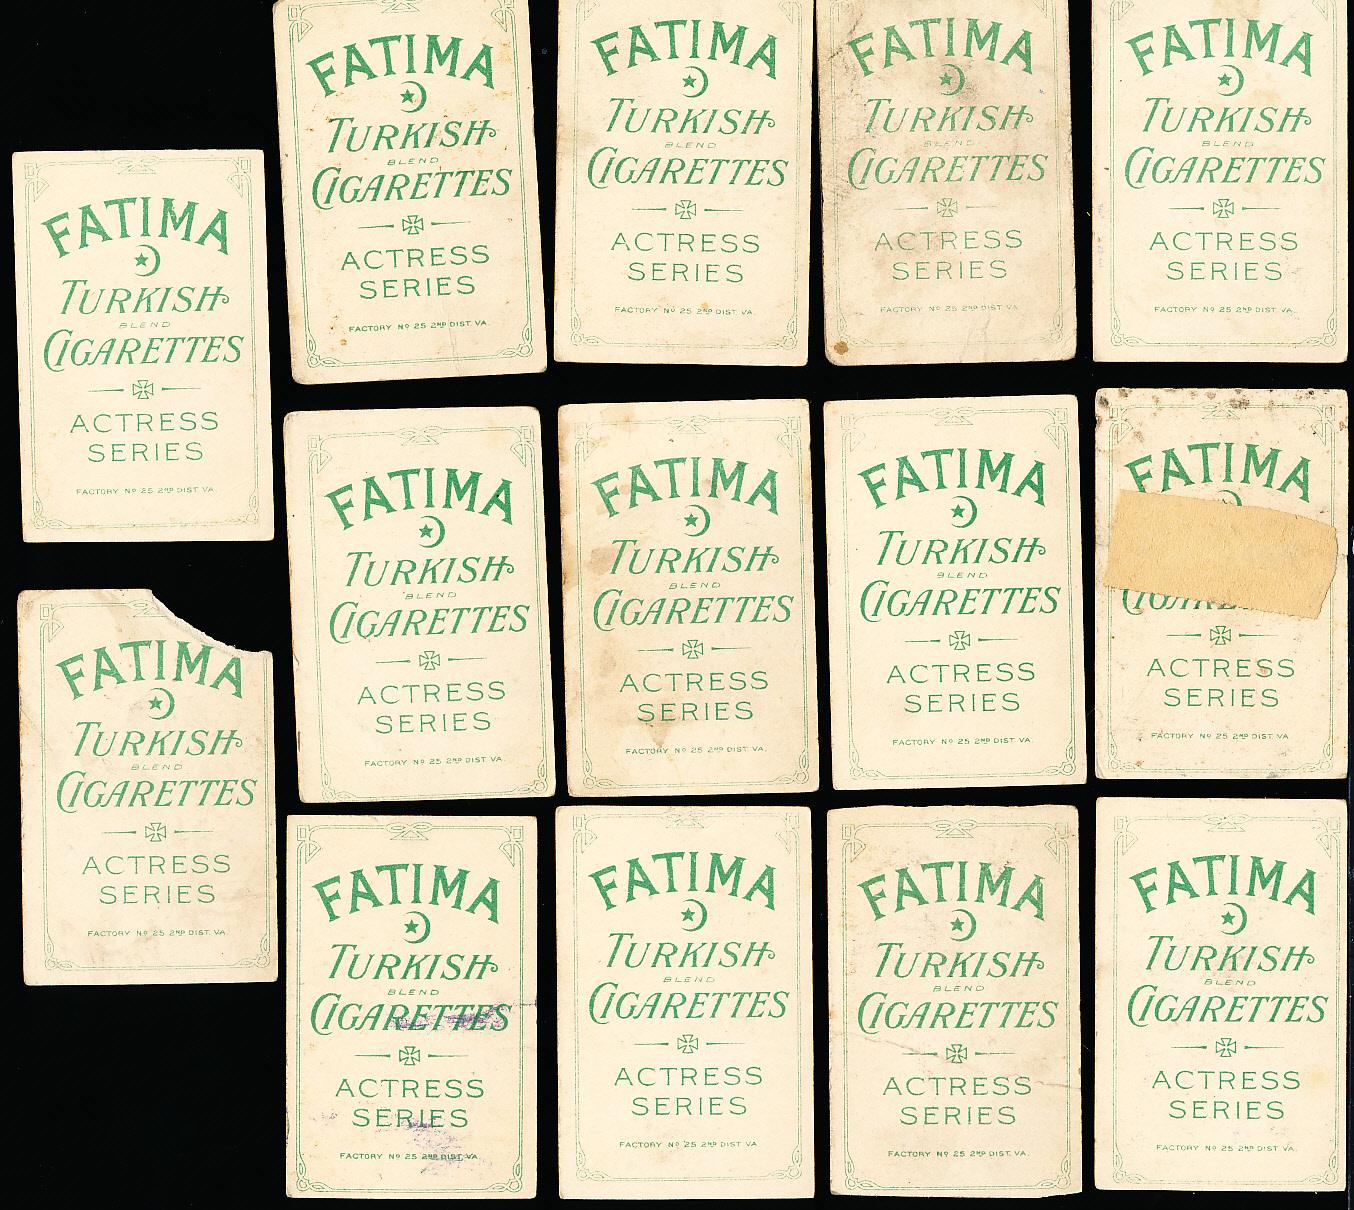 FATIMA
TURKISH
BLEND
CIGARETTES
ACTRESS
SERIES
FACTORY Nº 25 2ND DIST. VA.
FATIMA
TURKISH
BLEND
CIGARETTES
ACTRESS
SERIES
FACTORY Nº 25 2ND DIST. VA.
FATIMA
TURKISH
BLEND
CIGARETTES
ACTRESS
SERIES
FACTORY Nº 25 2ND DIST. VA.
FATIMA
TURKISH
BLEND
CIGARETTES
ACTRESS
SERIES
FACTORY Nº 25 2ND DIST. VA.
FATIMA
TURKISH
BLEND
CIGARETTES
ACTRESS
SERIES
FACTORY Nº 25 2ND DIST. VA.
FATIMA
TURKISH
BLEND
CIGARETTES
ACTRESS
SERIES
FACTORY Nº 25 2ND DIST. VA.
FATIMA
TURKISH
BLEND
CIGARETTES
ACTRESS
SERIES
FACTORY Nº 25 2ND DIST. VA.
FATIMA
TURKISH
BLEND
CIGARETTES
ACTRESS
SERIES
FACTORY Nº 25 2ND DIST. VA.
FATIMA
TURKISH
BLEND
CIGARETTES
ACTRESS
SERIES
FACTORY Nº 25 2ND DIST. VA.
FATIMA
ACTRESS
SERIES
FACTORY Nº 25 2ND DIST. VA.
FATIMA
TURKISH
BLEND
CIGARETTES
ACTRESS
SERIES
FACTORY Nº 25 2ND DIST. VA.
FATIMA
TURKISH
BLEND
CIGARETTES
ACTRESS
SERIES
FACTORY Nº 25 2ND DIST. VA.
FATIMA
TURKISH
BLEND
CIGARETTES
ACTRESS
SERIES
FACTORY Nº 25 2ND DIST. VA.
FATIMA
TURKISH
BLEND
CIGARETTES
ACTRESS
SERIES
FACTORY Nº 25 2ND DIST. VA.